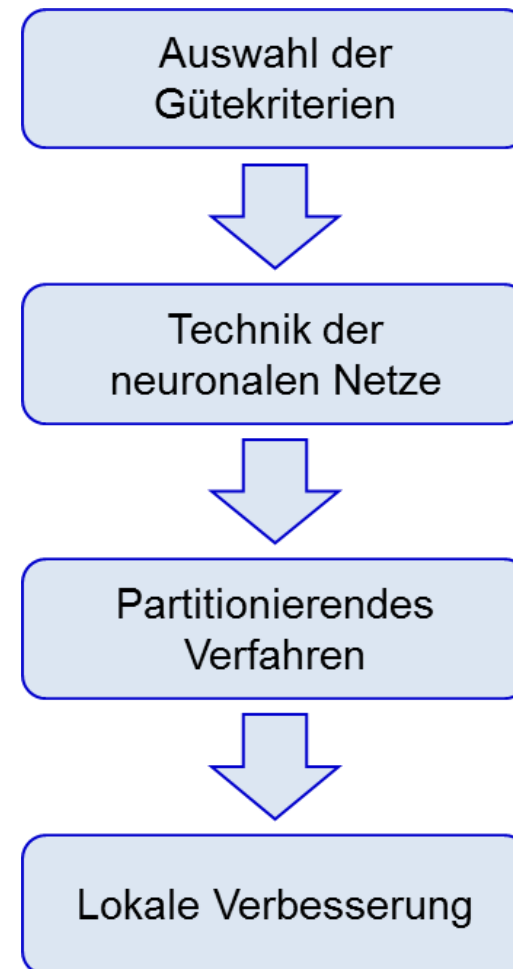 Auswahl der
Gütekriterien
Technik der
neuronalen Netze
Partitionierendes
Verfahren
Lokale Verbesserung